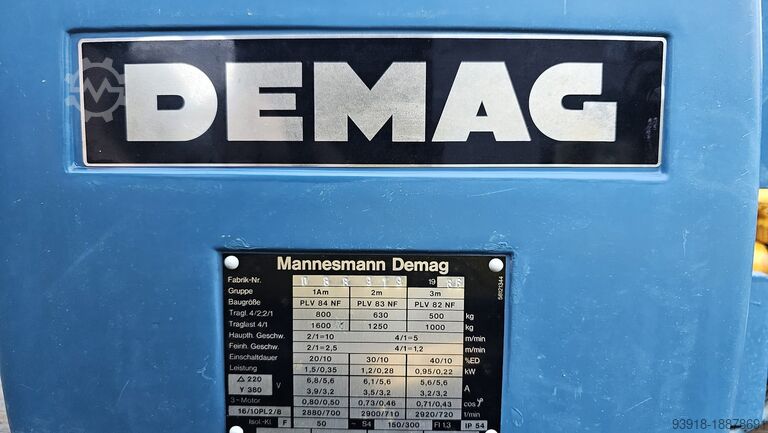 DEMAG
Mannesmann Demag
Fabrik-Nr. 19 86
Gruppe 1Am 2m 3m
Baugröße PLV 84 NF PLV 83 NF PLV 82 NF
Tragl. 4/2;2/1 800 630 500 kg
Traglast 4/1 1600 1250 1000 kg
Haupth. Geschw. 2/1=10 4/1=5 m/min
Feinh. Geschw. 2/1=2,5 4/1=1,2 m/min
Einschaltdauer 20/10 30/10 40/10 %ED
Leistung 1,5/0,35 1,2/0,28 0,95/0,22 kW
△ 220 6,8/5,6 6,1/5,6 5,6/5,6
Y 380 V 3,9/3,2 3,5/3,2 3,2/3,2 A
3~Motor 0,80/0,50 0,73/0,46 0,71/0,43 cosφ
16/10PL2/8 2880/700 2900/710 2920/720 t/min
Isol.-Kl. F 50 ~ S4 150/300 FI 1,3 IP 54
58121344
93918-18878691